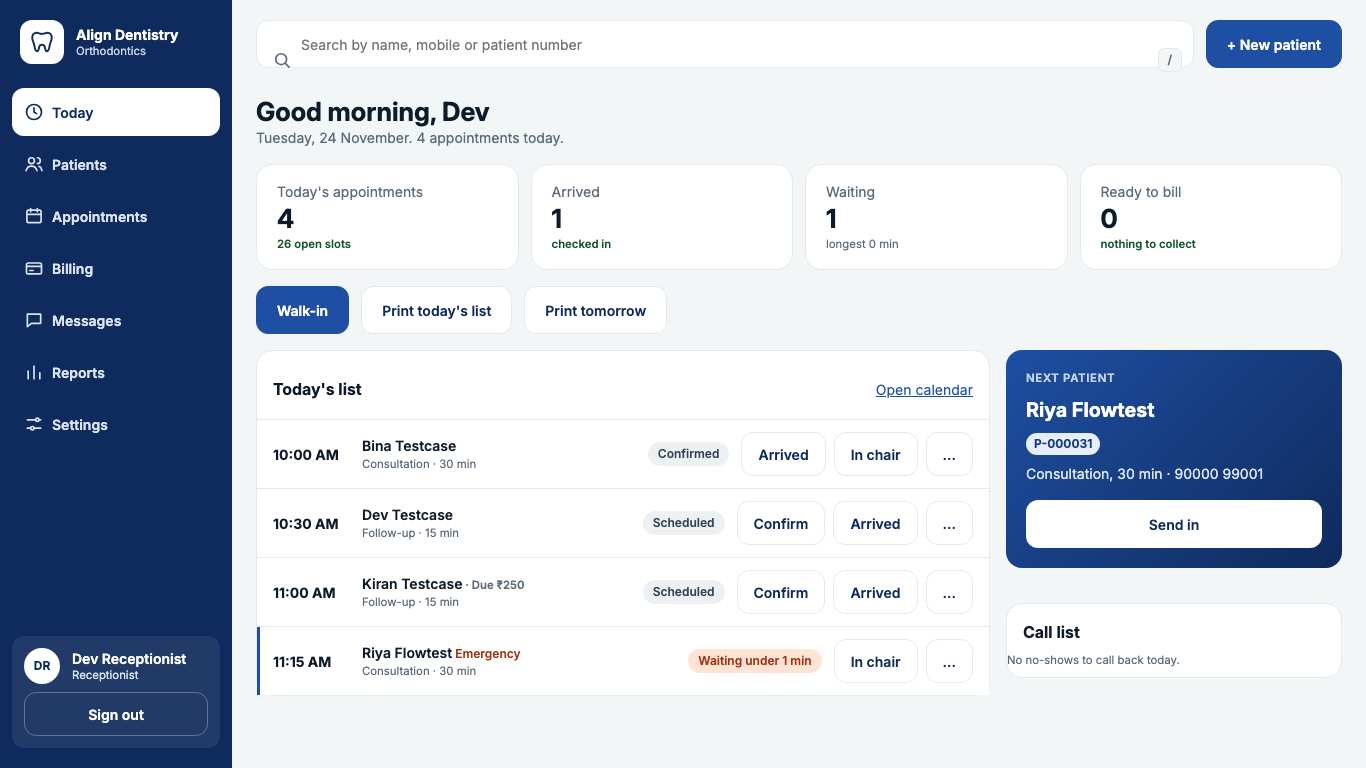 Align Dentistry
Orthodontics
Today
Patients
Appointments
Billing
Messages
Reports
Settings
DR
Dev Receptionist
Receptionist
Sign out
Search by name, mobile or patient number
/
+ New patient
Good morning, Dev
Tuesday, 24 November. 4 appointments today.
Today's appointments
4
26 open slots
Arrived
1
checked in
Waiting
1
longest 0 min
Ready to bill
0
nothing to collect
Walk-in
Print today's list
Print tomorrow
Today's list
Open calendar
10:00 AM
Bina Testcase
Consultation · 30 min
Confirmed
Arrived
In chair
...
10:30 AM
Dev Testcase
Follow-up · 15 min
Scheduled
Confirm
Arrived
...
11:00 AM
Kiran Testcase · Due ₹250
Follow-up · 15 min
Scheduled
Confirm
Arrived
...
11:15 AM
Riya Flowtest Emergency
Consultation · 30 min
Waiting under 1 min
In chair
...
NEXT PATIENT
Riya Flowtest
P-000031
Consultation, 30 min · 90000 99001
Send in
Call list
No no-shows to call back today.